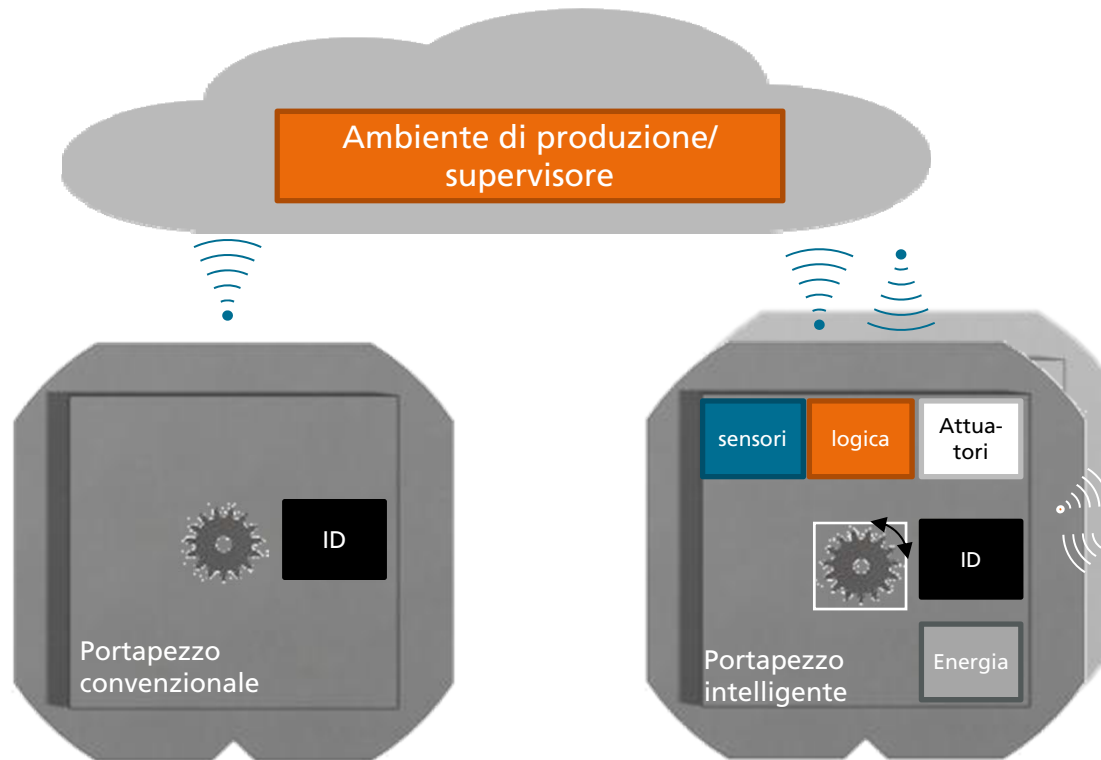 Ambiente di produzione/
supervisore
ID
Portapezzo
convenzionale
sensori
logica
Attua-
tori
ID
Energia
Portapezzo
intelligente